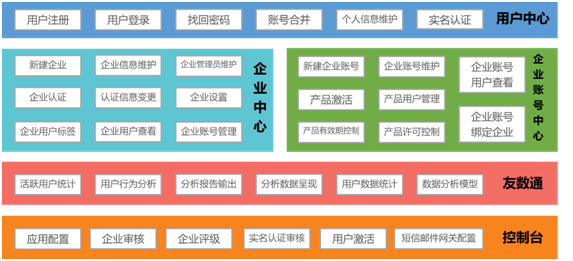 用户注册 用户登录 找回密码 账号合并 个人信息维护 实名认证 用户中心
新建企业 企业信息维护 企业管理员维护
企业认证 认证信息变更 企业设置
企业用户标签 企业用户查看 企业账号管理
企业中心
新建企业账号 企业账号维护 企业账号用户查看
产品激活 产品用户管理
产品有效期控制 产品许可控制 企业账号绑定企业
企业账号中心
活跃用户统计 用户行为分析 分析报告输出 分析数据呈现 用户数据统计 数据分析模型 友数通
应用配置 企业审核 企业评级 实名认证审核 用户激活 短信邮件网关配置 控制台